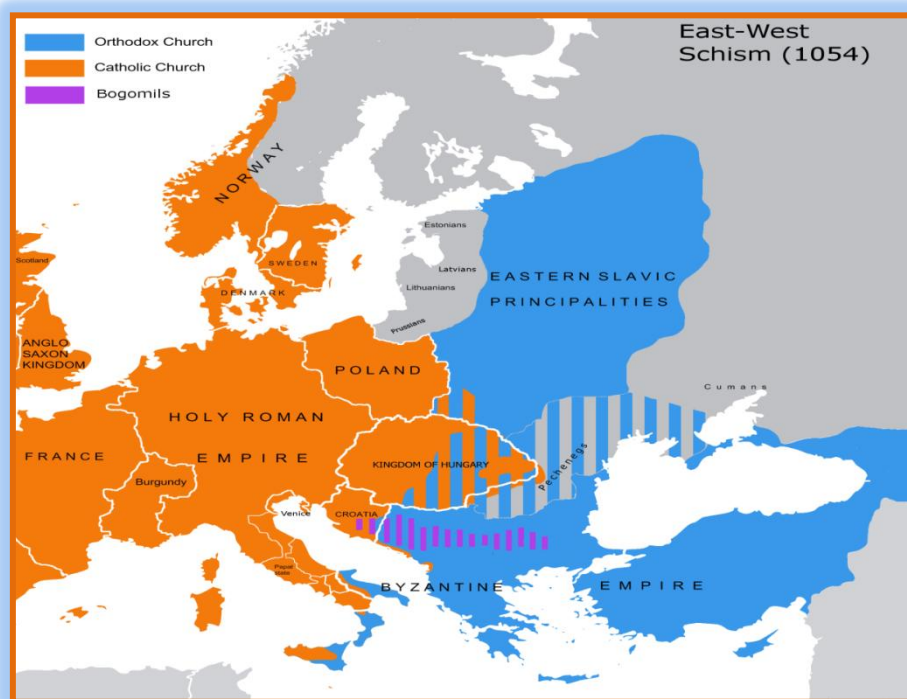 East-West
Schism (1054)
Orthodox Church
Catholic Church
Bogomils
NORWAY
Estonians
SWEDEN
Scotland
Latvians
EASTERN SLAVIC
PRINCIPALITIES
Lithuanians
DENMARK
Prussians
ANGLO
SAXON
KINGDOM
POLAND
Cumans
HOLY ROMAN
EMPIRE
FRANCE
KINGDOM OF HUNGARY
Pechenegs
Burgundy
Venice
CROATIA
Papal
state
BYZANTINE
EMPIRE